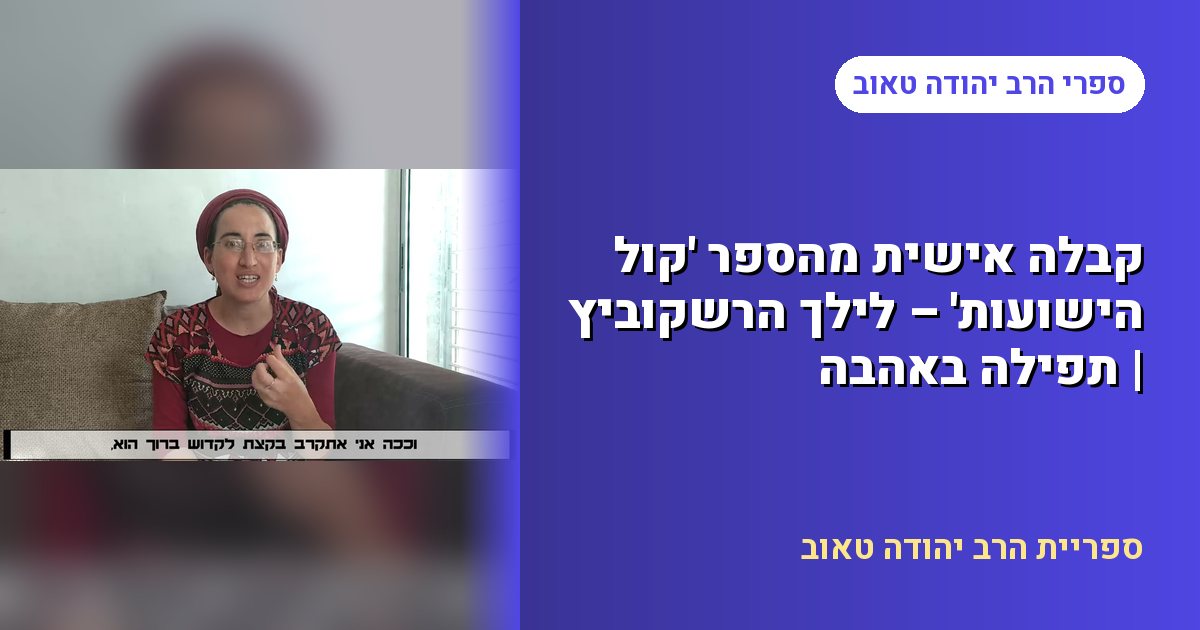 ספרי הרב יהודה טאוב
קבלה אישית מהספר 'קול
הישועות' – לילך הרשקוביץ
| תפילה באהבה
וככה אני אתקרב בקצת לקדוש ברוך הוא,
ספריית הרב יהודה טאוב